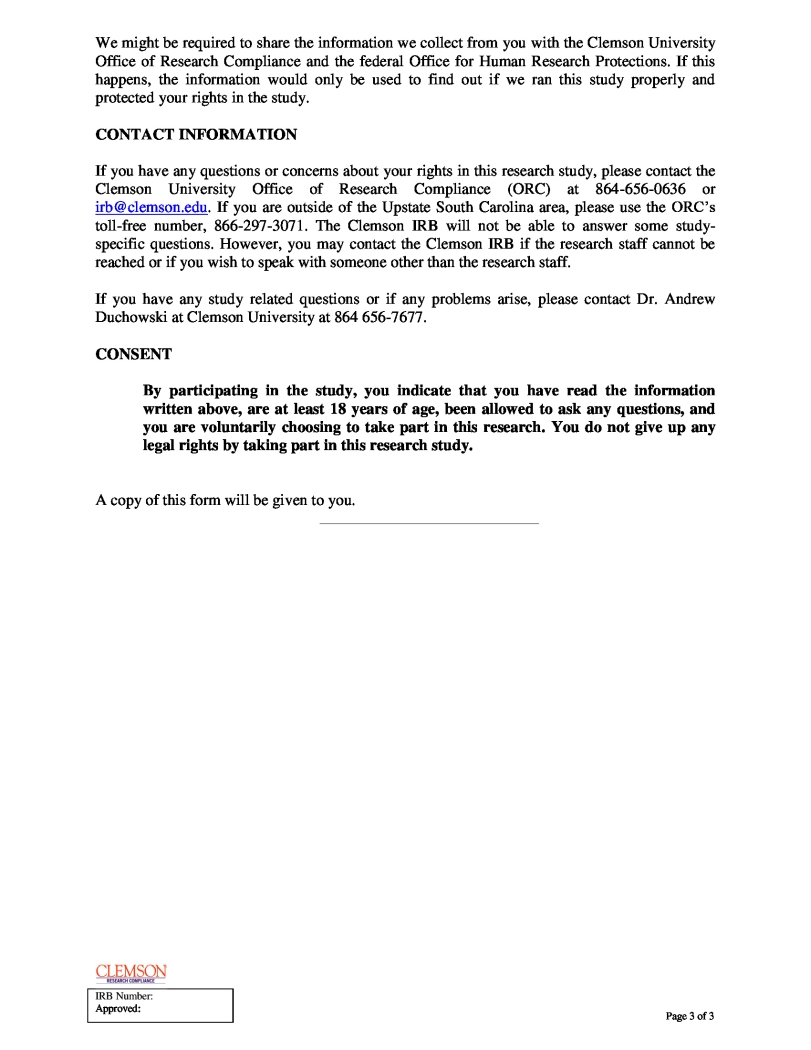 We might be required to share the information we collect from you with the Clemson University
Office of Research Compliance and the federal Office for Human Research Protections. If this
happens, the information would only be used to find out if we ran this study properly and
protected your rights in the study.
CONTACT INFORMATION
If you have any questions or concerns about your rights in this research study, please contact the
Clemson University Office of Research Compliance (ORC) at 864-656-0636 or
irb@clemson.edu. If you are outside of the Upstate South Carolina area, please use the ORC’s
toll-free number, 866-297-3071. The Clemson IRB will not be able to answer some study-
specific questions. However, you may contact the Clemson IRB if the research staff cannot be
reached or if you wish to speak with someone other than the research staff.
If you have any study related questions or if any problems arise, please contact Dr. Andrew
Duchowski at Clemson University at 864 656-7677.
CONSENT
By participating in the study, you indicate that you have read the information
written above, are at least 18 years of age, been allowed to ask any questions, and
you are voluntarily choosing to take part in this research. You do not give up any
legal rights by taking part in this research study.
A copy of this form will be given to you.
CLEMSON
RESEARCH COMPLIANCE
IRB Number:
Approved:
Page 3 of 3